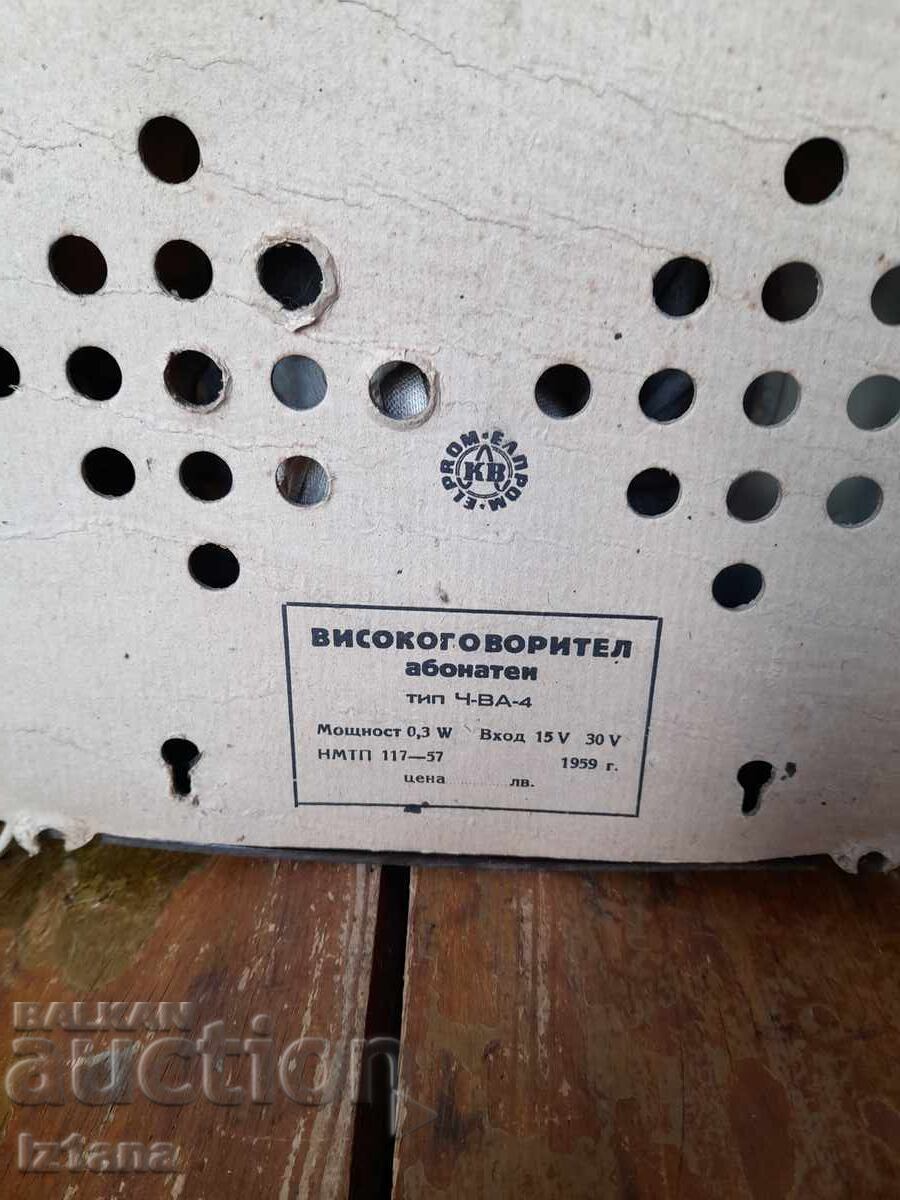 ELPROM · ЕЛПРОМ ·
КВ
ВИСОКОГОВОРИТЕЛ
абонатен
тип Ч-ВА-4
Мощност 0,3 W Вход 15 V 30 V
НМТП 117—57 1959 г.
цена ........ лв.
BALKAN
auction
Iztana